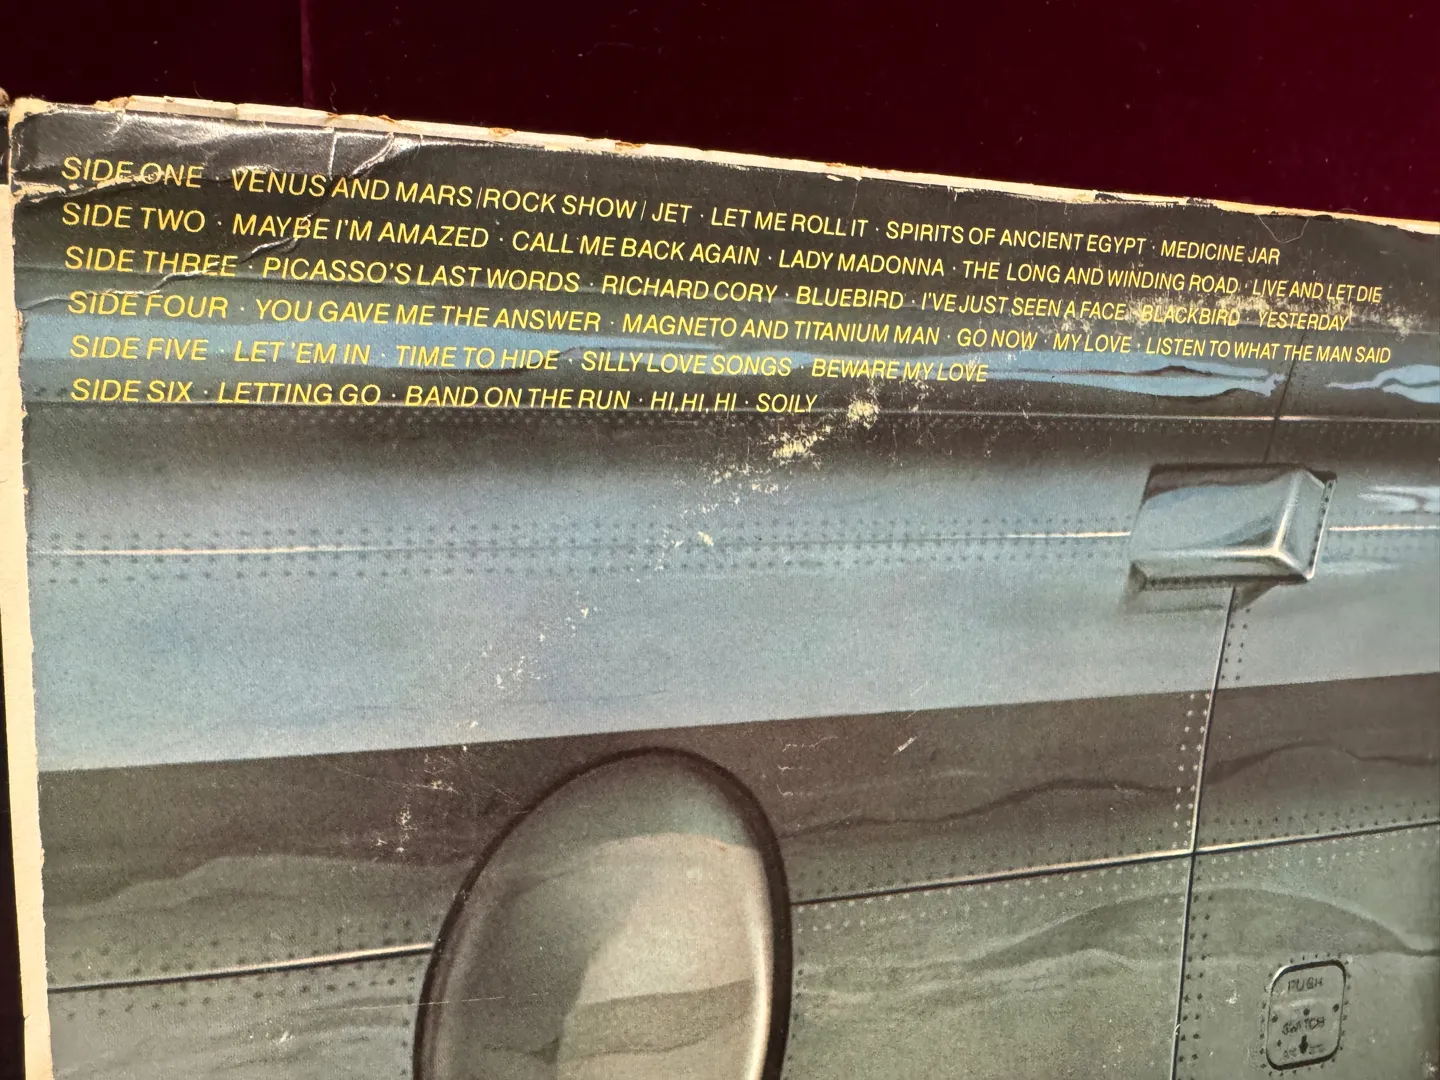 SIDE ONE VENUS AND MARS/ROCK SHOW/JET · LET ME ROLL IT · SPIRITS OF ANCIENT EGYPT · MEDICINE JAR
SIDE TWO · MAYBE I'M AMAZED · CALL ME BACK AGAIN · LADY MADONNA · THE LONG AND WINDING ROAD · LIVE AND LET DIE
SIDE THREE · PICASSO'S LAST WORDS · RICHARD CORY · BLUEBIRD · I'VE JUST SEEN A FACE · BLACKBIRD · YESTERDAY
SIDE FOUR · YOU GAVE ME THE ANSWER · MAGNETO AND TITANIUM MAN · GO NOW · MY LOVE · LISTEN TO WHAT THE MAN SAID
SIDE FIVE · LET 'EM IN · TIME TO HIDE · SILLY LOVE SONGS · BEWARE MY LOVE
SIDE SIX · LETTING GO · BAND ON THE RUN · HI, HI, HI · SOILY
PUSH
SWITCH